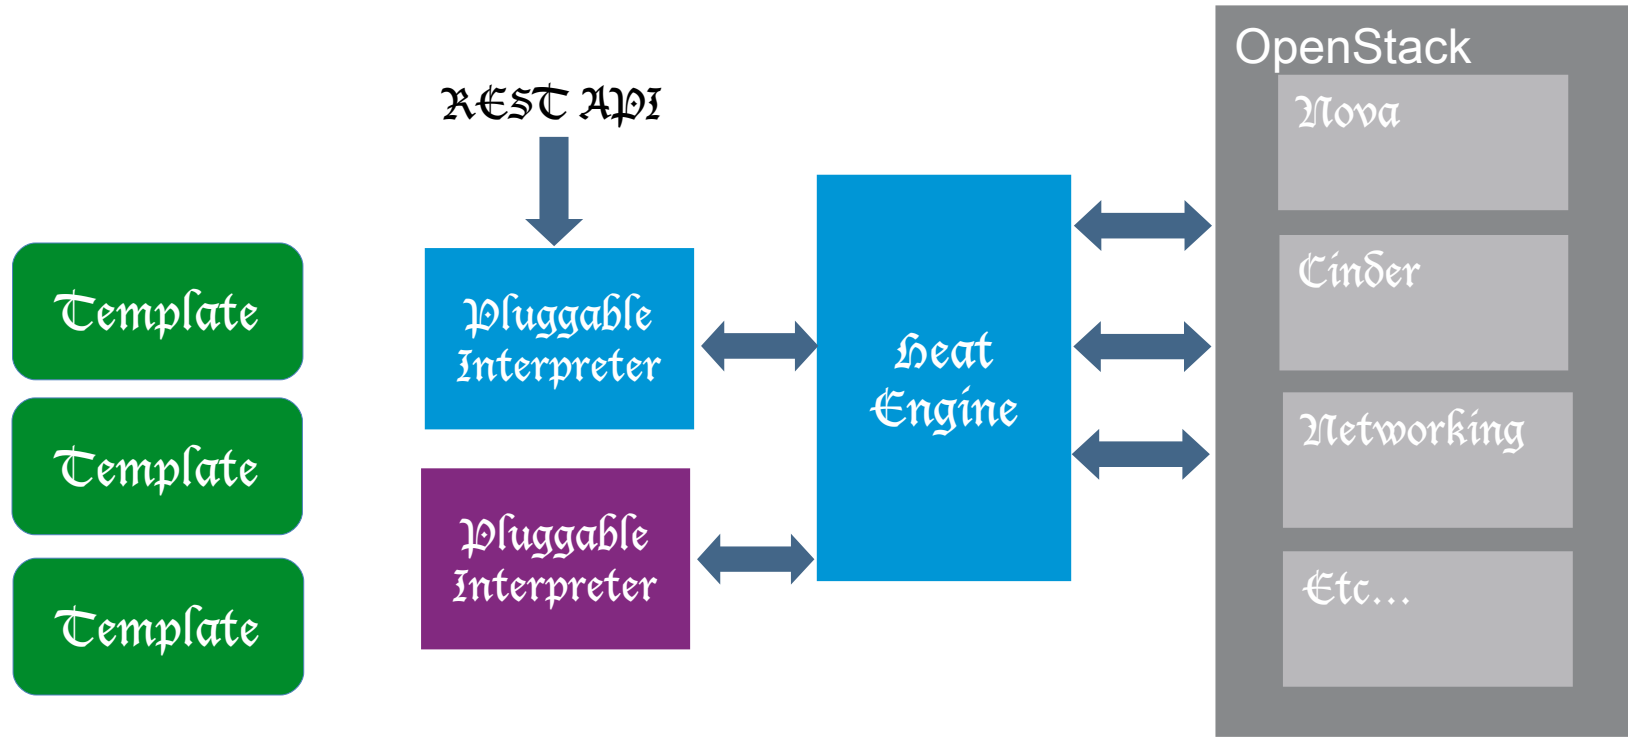 OpenStack
REST API
Nova
Cinder
Template
Pluggable
Interpreter
Heat
Engine
Networking
Template
Pluggable
Interpreter
Etc...
Template